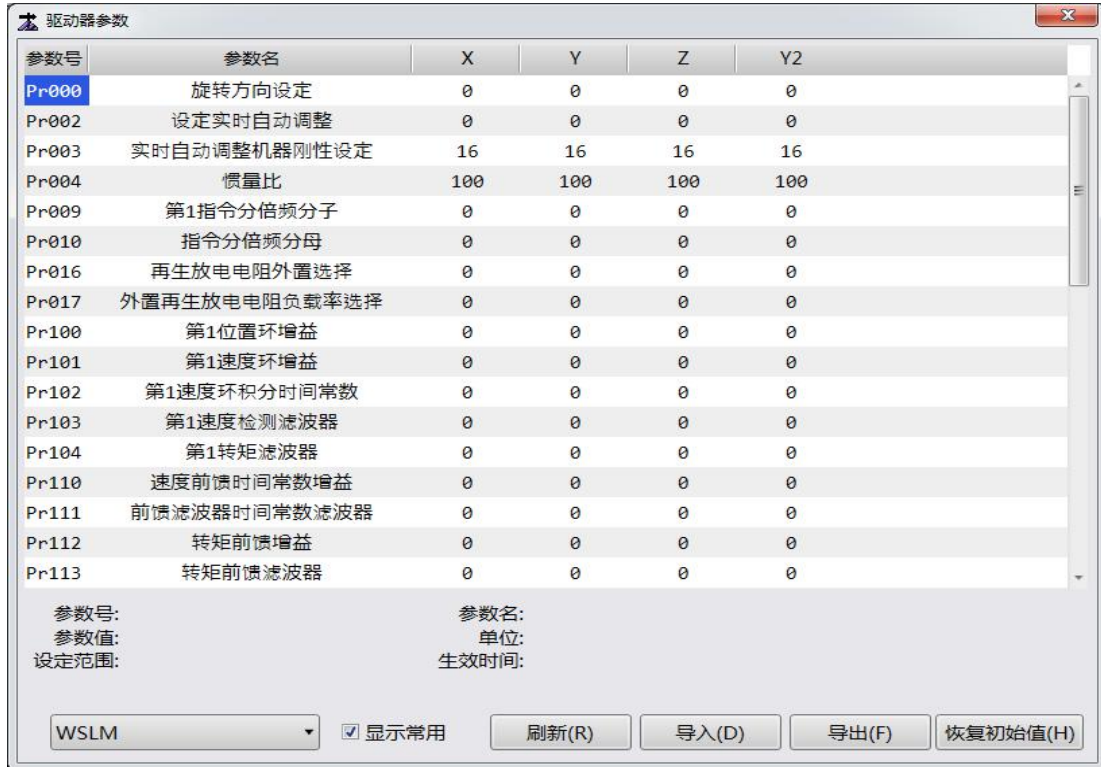 驱动器参数
参数号 参数名 X Y Z Y2
Pr000 旋转方向设定 0 0 0 0
Pr002 设定实时自动调整 0 0 0 0
Pr003 实时自动调整机器刚性设定 16 16 16 16
Pr004 惯量比 100 100 100 100
Pr009 第1指令分倍频分子 0 0 0 0
Pr010 指令分倍频分母 0 0 0 0
Pr016 再生放电电阻外置选择 0 0 0 0
Pr017 外置再生放电电阻负载率选择 0 0 0 0
Pr100 第1位置环增益 0 0 0 0
Pr101 第1速度环增益 0 0 0 0
Pr102 第1速度环积分时间常数 0 0 0 0
Pr103 第1速度检测滤波器 0 0 0 0
Pr104 第1转矩滤波器 0 0 0 0
Pr110 速度前馈时间常数增益 0 0 0 0
Pr111 前馈滤波器时间常数滤波器 0 0 0 0
Pr112 转矩前馈增益 0 0 0 0
Pr113 转矩前馈滤波器 0 0 0 0
参数号: 参数名:
参数值: 单位:
设定范围: 生效时间:
WSLM 显示常用 刷新(R) 导入(D) 导出(F) 恢复初始值(H)